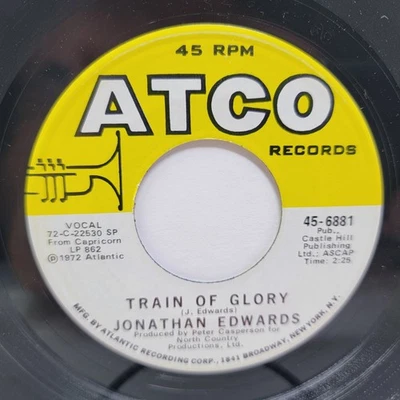 45 RPM
ATCO
RECORDS
VOCAL
72-C-22530 SP
From Capricorn
LP 862
Ⓟ1972 Atlantic
45-6881
Pub.,
Castle Hill
Publishing
Ltd.; ASCAP
Time: 2:25
TRAIN OF GLORY
(J. Edwards)
JONATHAN EDWARDS
Produced by Peter Casperson for
North Country
Productions, Ltd.
MFG. BY ATLANTIC RECORDING CORP., 1841 BROADWAY, NEW YORK, N.Y.